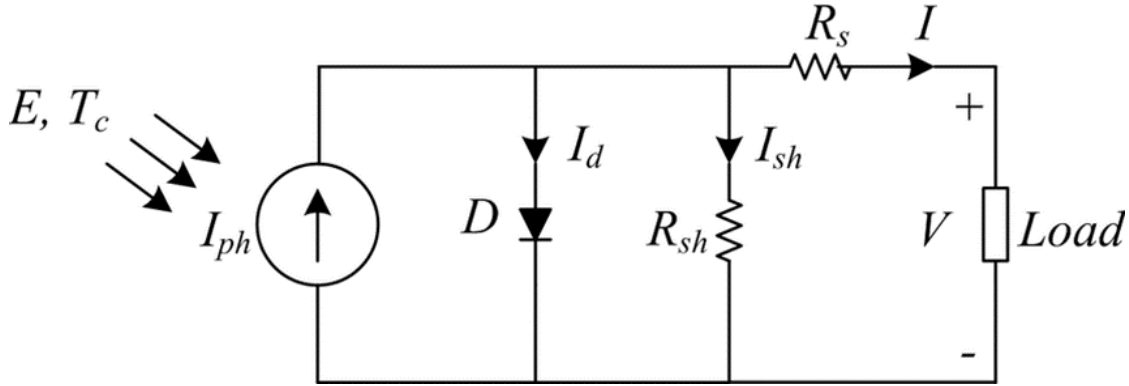 R_s
I
E, T_c
+
I_d
I_sh
I_ph
D
R_sh
V
Load
-